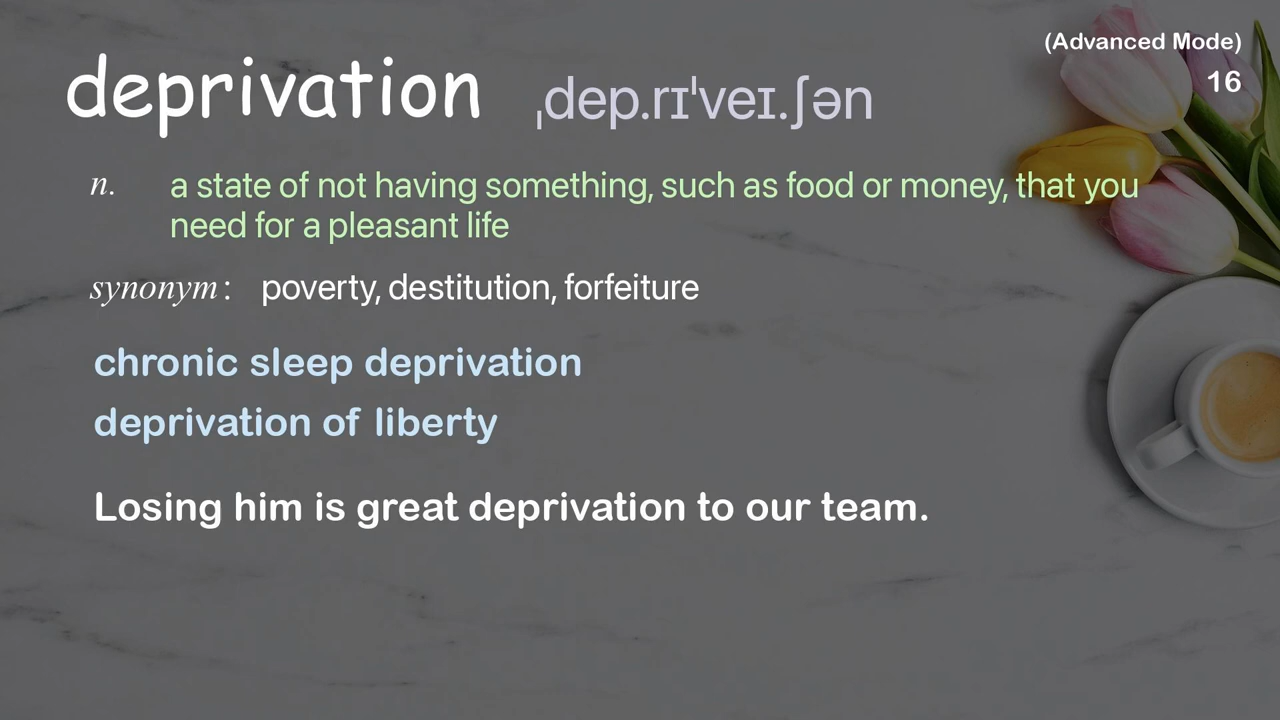 (Advanced Mode)
16
deprivation ˌdep.rɪˈveɪ.ʃən
n. a state of not having something, such as food or money, that you
need for a pleasant life
synonym: poverty, destitution, forfeiture
chronic sleep deprivation
deprivation of liberty
Losing him is great deprivation to our team.